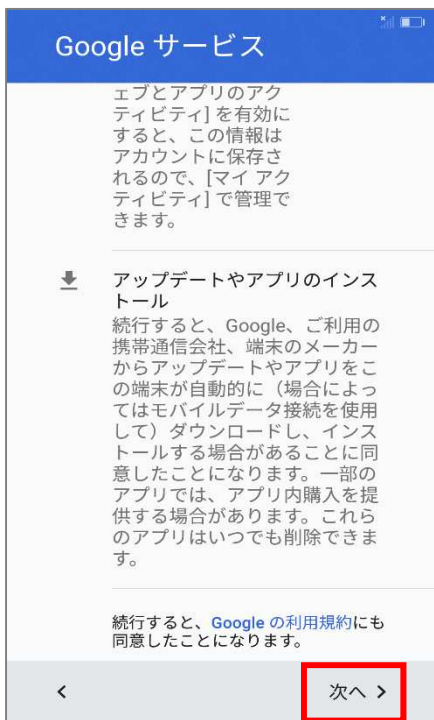 Google サービス
ェブとアプリのアク
ティビティ] を有効に
すると、この情報は
アカウントに保存さ
れるので、[マイ アク
ティビティ] で管理で
きます。
アップデートやアプリのインス
トール
続行すると、Google、ご利用の
携帯通信会社、端末のメーカー
からアップデートやアプリをこ
の端末が自動的に（場合によっ
てはモバイルデータ接続を使用
して）ダウンロードし、インス
トールする場合があることに同
意したことになります。一部の
アプリでは、アプリ内購入を提
供する場合があります。これら
のアプリはいつでも削除できま
す。
続行すると、Google の利用規約にも
同意したことになります。
次へ